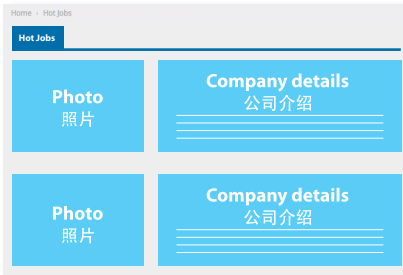 Home » Hot Jobs
Hot Jobs
Photo
照片
Company details
公司介绍
Photo
照片
Company details
公司介绍